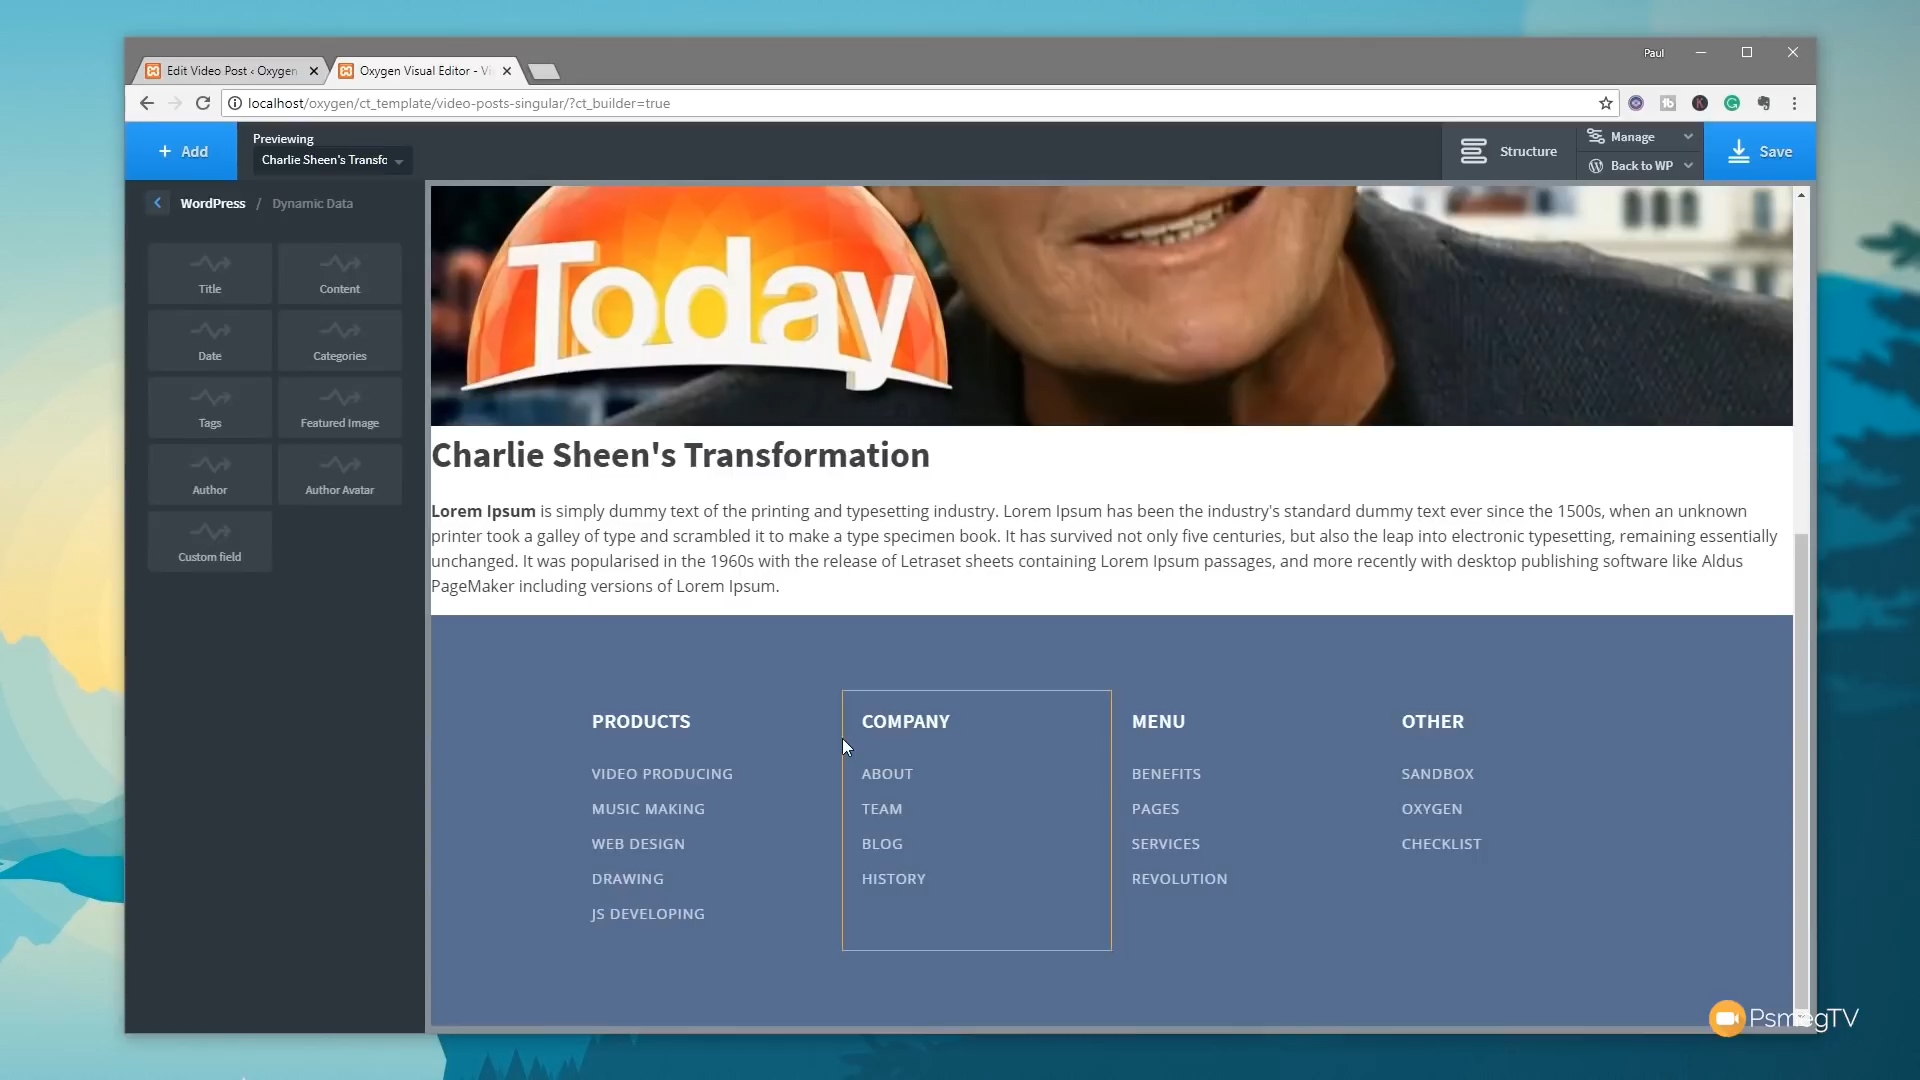 Paul
Edit Video Post ‹ Oxygen
Oxygen Visual Editor - Vi
localhost/oxygen/ct_template/video-posts-singular/?ct_builder=true
+ Add
Previewing
Charlie Sheen's Transfo
Structure
Manage
Back to WP
Save
WordPress / Dynamic Data
Title
Content
Date
Categories
Tags
Featured Image
Author
Author Avatar
Custom field
Today
Charlie Sheen's Transformation
Lorem Ipsum is simply dummy text of the printing and typesetting industry. Lorem Ipsum has been the industry's standard dummy text ever since the 1500s, when an unknown
printer took a galley of type and scrambled it to make a type specimen book. It has survived not only five centuries, but also the leap into electronic typesetting, remaining essentially
unchanged. It was popularised in the 1960s with the release of Letraset sheets containing Lorem Ipsum passages, and more recently with desktop publishing software like Aldus
PageMaker including versions of Lorem Ipsum.
PRODUCTS
VIDEO PRODUCING
MUSIC MAKING
WEB DESIGN
DRAWING
JS DEVELOPING
COMPANY
ABOUT
TEAM
BLOG
HISTORY
MENU
BENEFITS
PAGES
SERVICES
REVOLUTION
OTHER
SANDBOX
OXYGEN
CHECKLIST
PsmegTV